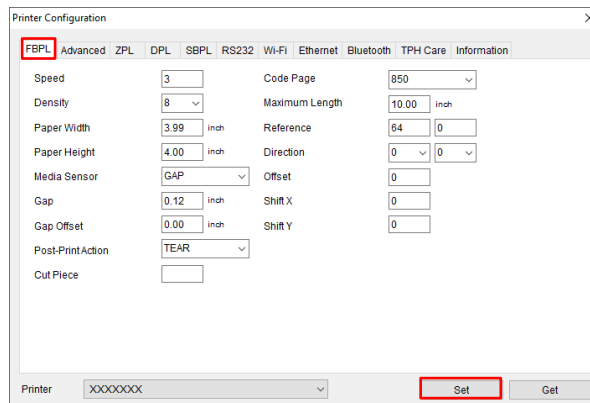 Printer Configuration
FBPL Advanced ZPL DPL SBPL RS232 Wi-Fi Ethernet Bluetooth TPH Care Information
Speed 3 Code Page 850
Density 8 Maximum Length 10.00 inch
Paper Width 3.99 inch Reference 64 0
Paper Height 4.00 inch Direction 0 0
Media Sensor GAP Offset 0
Gap 0.12 inch Shift X 0
Gap Offset 0.00 inch Shift Y 0
Post-Print Action TEAR
Cut Piece
Printer XXXXXXX Set Get